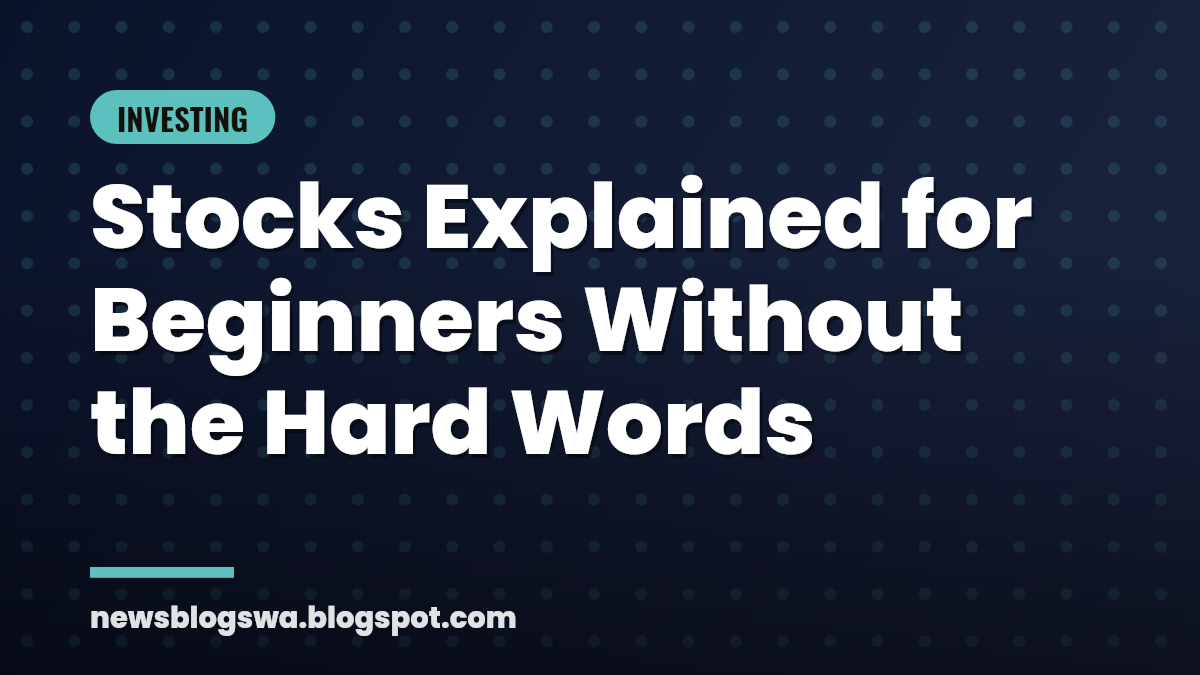 INVESTING
Stocks Explained for
Beginners Without
the Hard Words
newsblogswa.blogspot.com